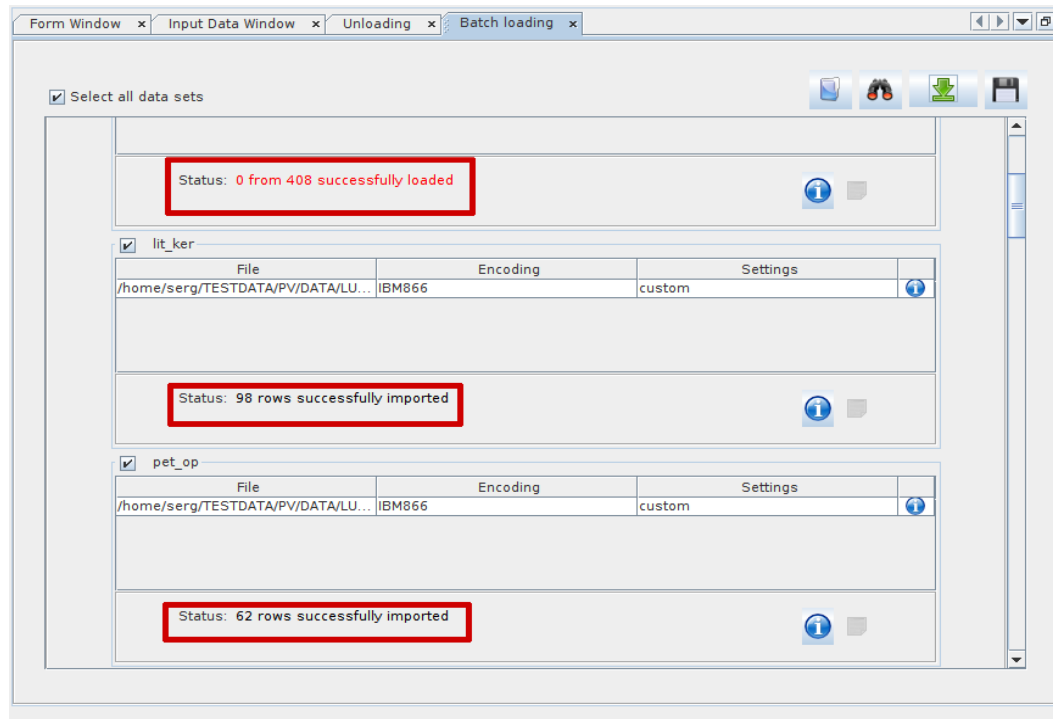 Form Window x Input Data Window x Unloading x Batch loading x
Select all data sets
Status: 0 from 408 successfully loaded
lit_ker
File Encoding Settings
/home/serg/TESTDATA/PV/DATA/LU... IBM866 custom
Status: 98 rows successfully imported
pet_op
File Encoding Settings
/home/serg/TESTDATA/PV/DATA/LU... IBM866 custom
Status: 62 rows successfully imported